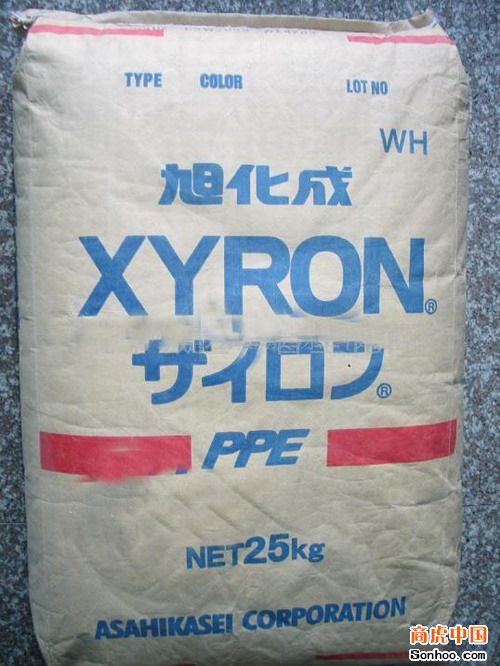 TYPE COLOR LOT NO
WH
旭化成
XYRON®
ザイロン®
PPE
NET25kg
ASAHIKASEI CORPORATION
商虎中国
Sonhoo.com